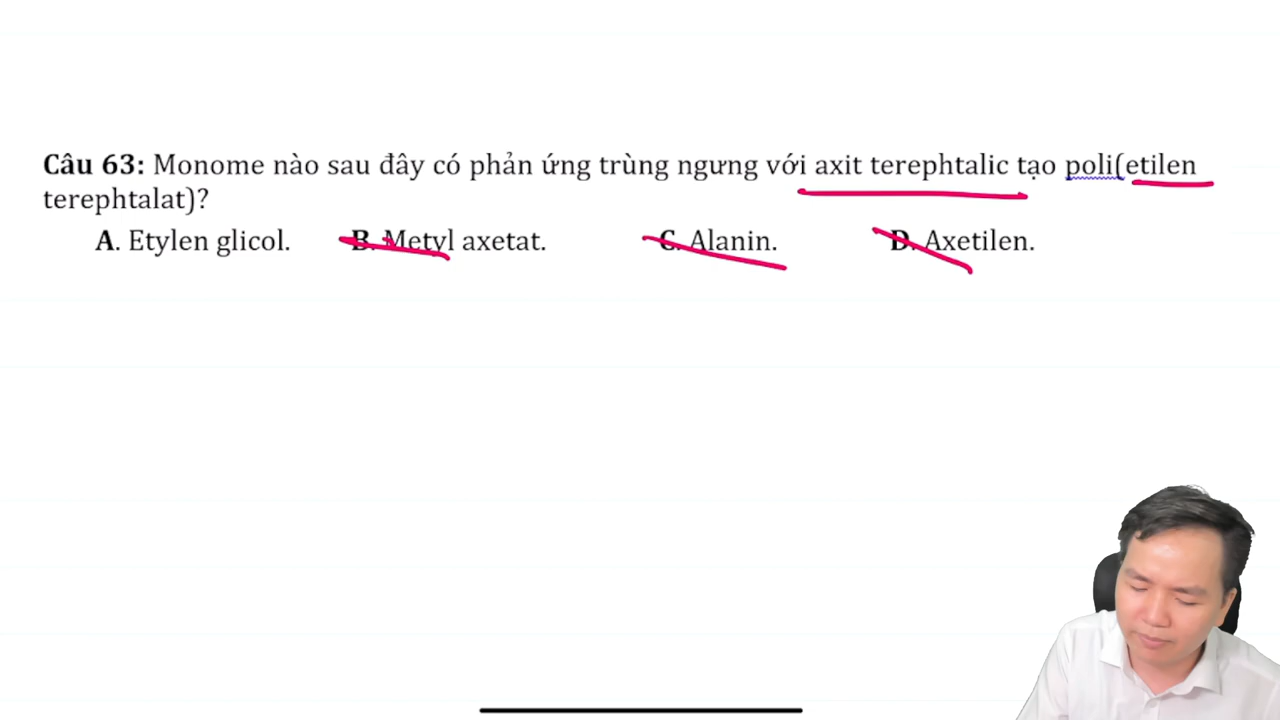 Câu 63: Monome nào sau đây có phản ứng trùng ngưng với axit terephtalic tạo poli(etilen
terephtalat)?
A. Etylen glicol. B. Metyl axetat. C. Alanin. D. Axetilen.